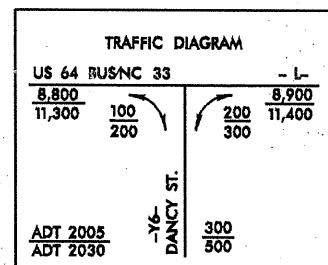 TRAFFIC DIAGRAM
US 64 BUS/NC 33
- L-
8,800
11,300
100
200
200
300
8,900
11,400
-Y6-
DANCY ST.
ADT 2005
ADT 2030
300
500